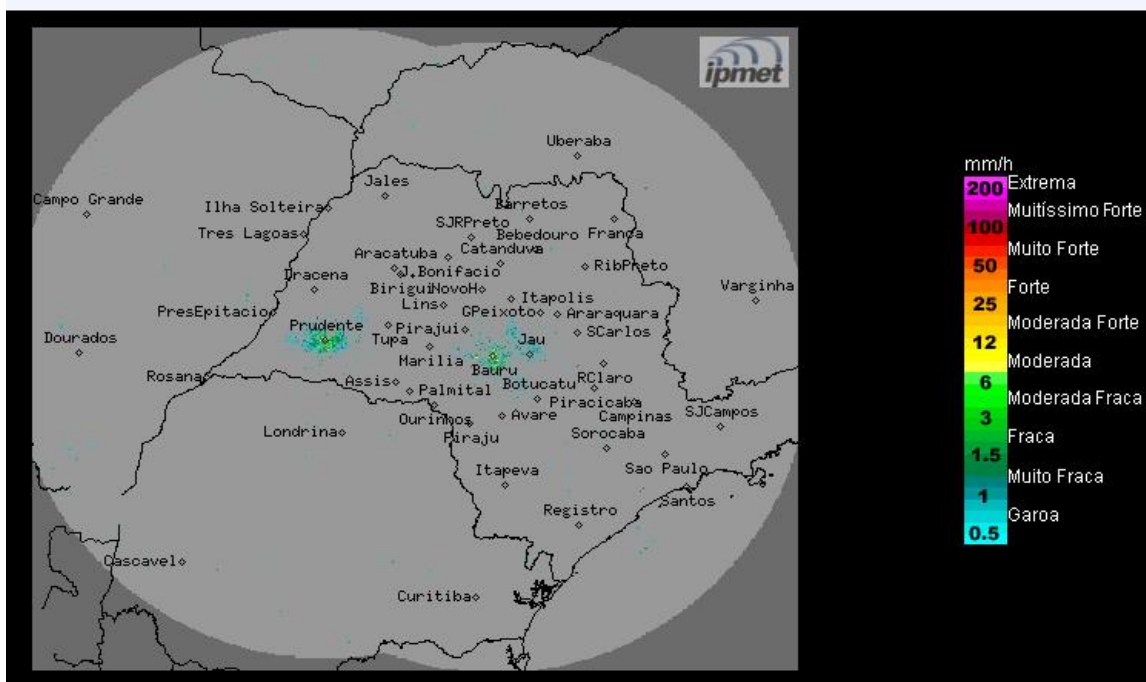 ipmet
Uberaba
Jales
Campo Grande
Ilha Solteira
Barretos
SJRPreto
Tres Lagoas
Bebedouro Franca
Aracatuba
Catanduva
Dracena
J.Bonifacio
RibPreto
Birigui
NovoH
Varginha
Lins
Itapolis
PresEpitacio
GPeixoto
Araraquara
Prudente
Pirajui
SCarlos
Dourados
Tupa
Jau
Marilia
Bauru
Rosana
Assis
Palmital
Botucatu
RClaro
Piracicaba
Ourinhos
Avare
Campinas
SJCampos
Londrina
Piraju
Sorocaba
Itapeva
Sao Paulo
Santos
Registro
Cascavel
Curitiba
mm/h
200 Extrema
Muitíssimo Forte
100
Muito Forte
50
Forte
25
Moderada Forte
12
Moderada
6
Moderada Fraca
3
Fraca
1.5
Muito Fraca
1
Garoa
0.5